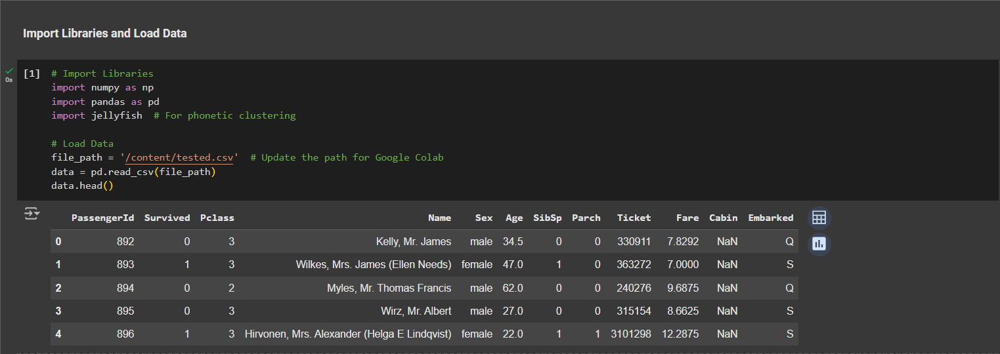 Import Libraries and Load Data
0s
[1] # Import Libraries
import numpy as np
import pandas as pd
import jellyfish  # For phonetic clustering
# Load Data
file_path = '/content/tested.csv'  # Update the path for Google Colab
data = pd.read_csv(file_path)
data.head()
PassengerId Survived Pclass Name Sex Age SibSp Parch Ticket Fare Cabin Embarked
0 892 0 3 Kelly, Mr. James male 34.5 0 0 330911 7.8292 NaN Q
1 893 1 3 Wilkes, Mrs. James (Ellen Needs) female 47.0 1 0 363272 7.0000 NaN S
2 894 0 2 Myles, Mr. Thomas Francis male 62.0 0 0 240276 9.6875 NaN Q
3 895 0 3 Wirz, Mr. Albert male 27.0 0 0 315154 8.6625 NaN S
4 896 1 3 Hirvonen, Mrs. Alexander (Helga E Lindqvist) female 22.0 1 1 3101298 12.2875 NaN S